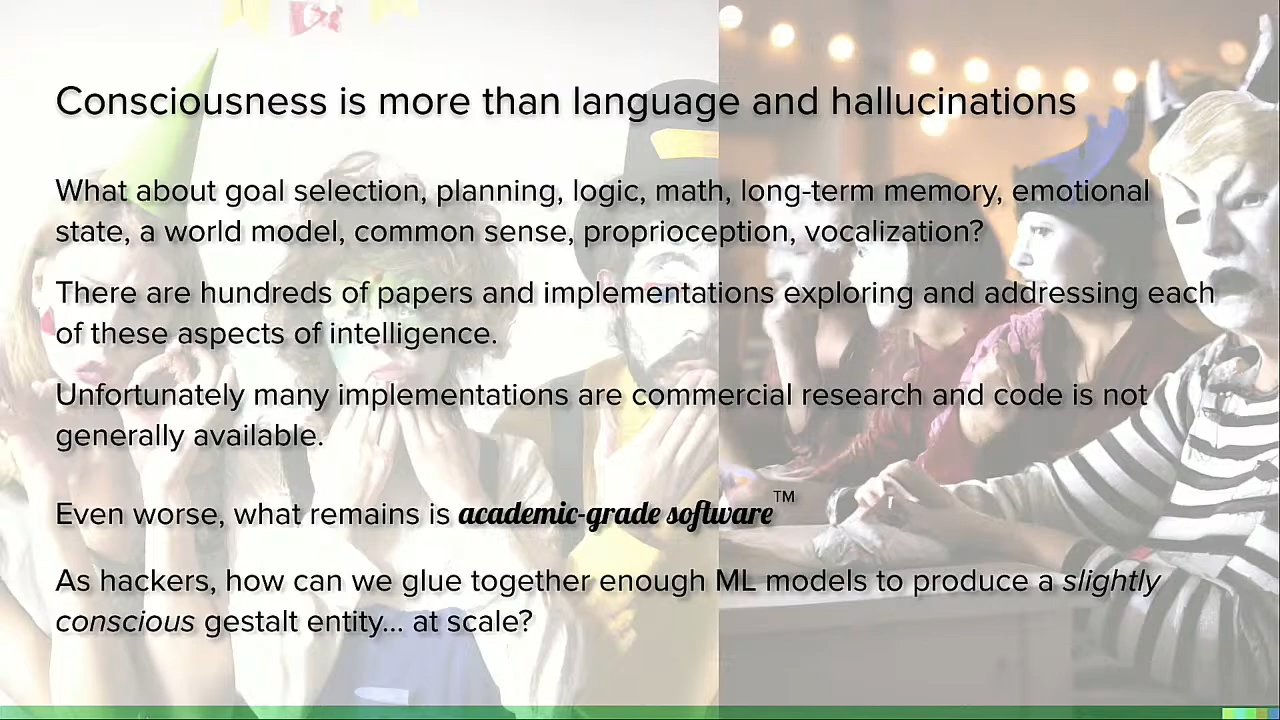 Consciousness is more than language and hallucinations
What about goal selection, planning, logic, math, long-term memory, emotional
state, a world model, common sense, proprioception, vocalization?
There are hundreds of papers and implementations exploring and addressing each
of these aspects of intelligence.
Unfortunately many implementations are commercial research and code is not
generally available.
Even worse, what remains is academic-grade software™
As hackers, how can we glue together enough ML models to produce a slightly
conscious gestalt entity... at scale?